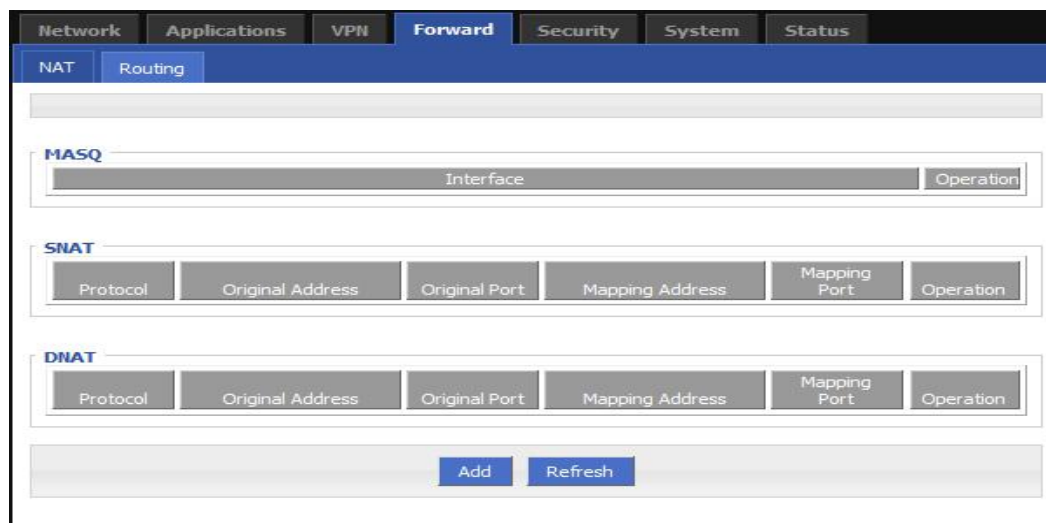 Network Applications VPN Forward Security System Status
NAT Routing
MASQ
Interface Operation
SNAT
Protocol Original Address Original Port Mapping Address Mapping Port Operation
DNAT
Protocol Original Address Original Port Mapping Address Mapping Port Operation
Add Refresh